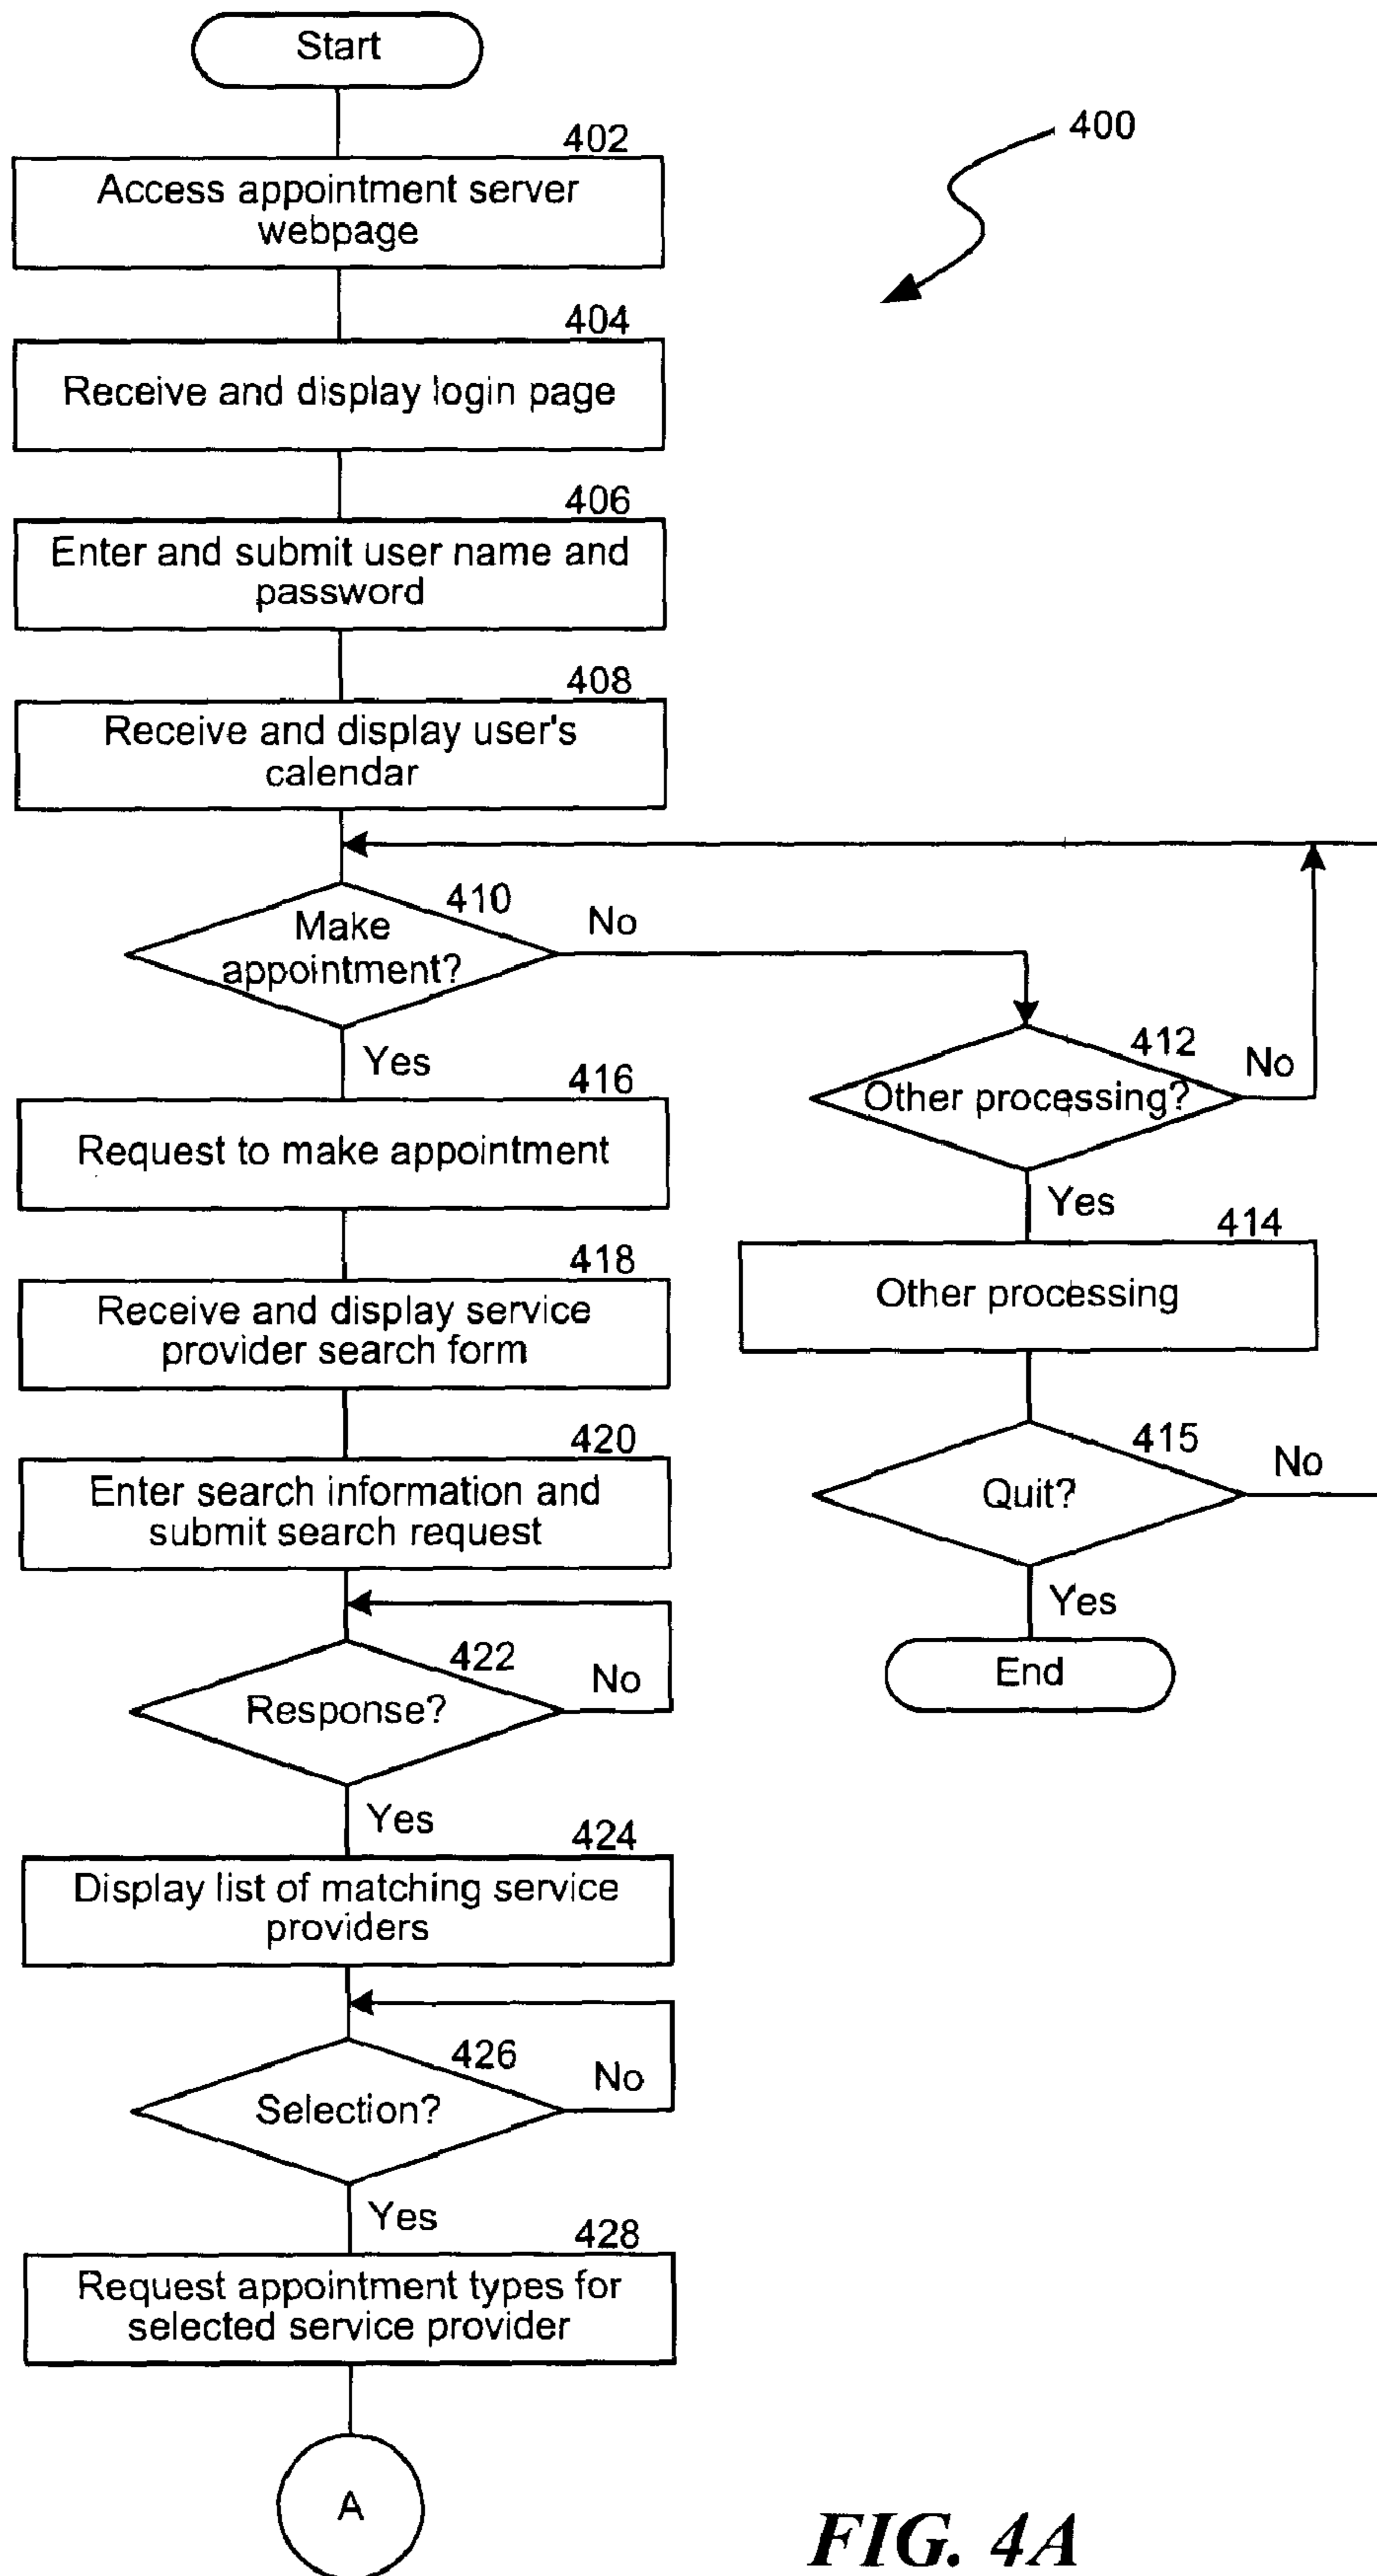 Start
400
402
Access appointment server
webpage
404
Receive and display login page
406
Enter and submit user name and
password
408
Receive and display user's
calendar
410
Make
appointment?
No
Yes
412
Other processing?
No
Yes
414
Other processing
415
Quit?
No
Yes
End
416
Request to make appointment
418
Receive and display service
provider search form
420
Enter search information and
submit search request
422
Response?
No
Yes
424
Display list of matching service
providers
426
Selection?
No
Yes
428
Request appointment types for
selected service provider
A
FIG. 4A